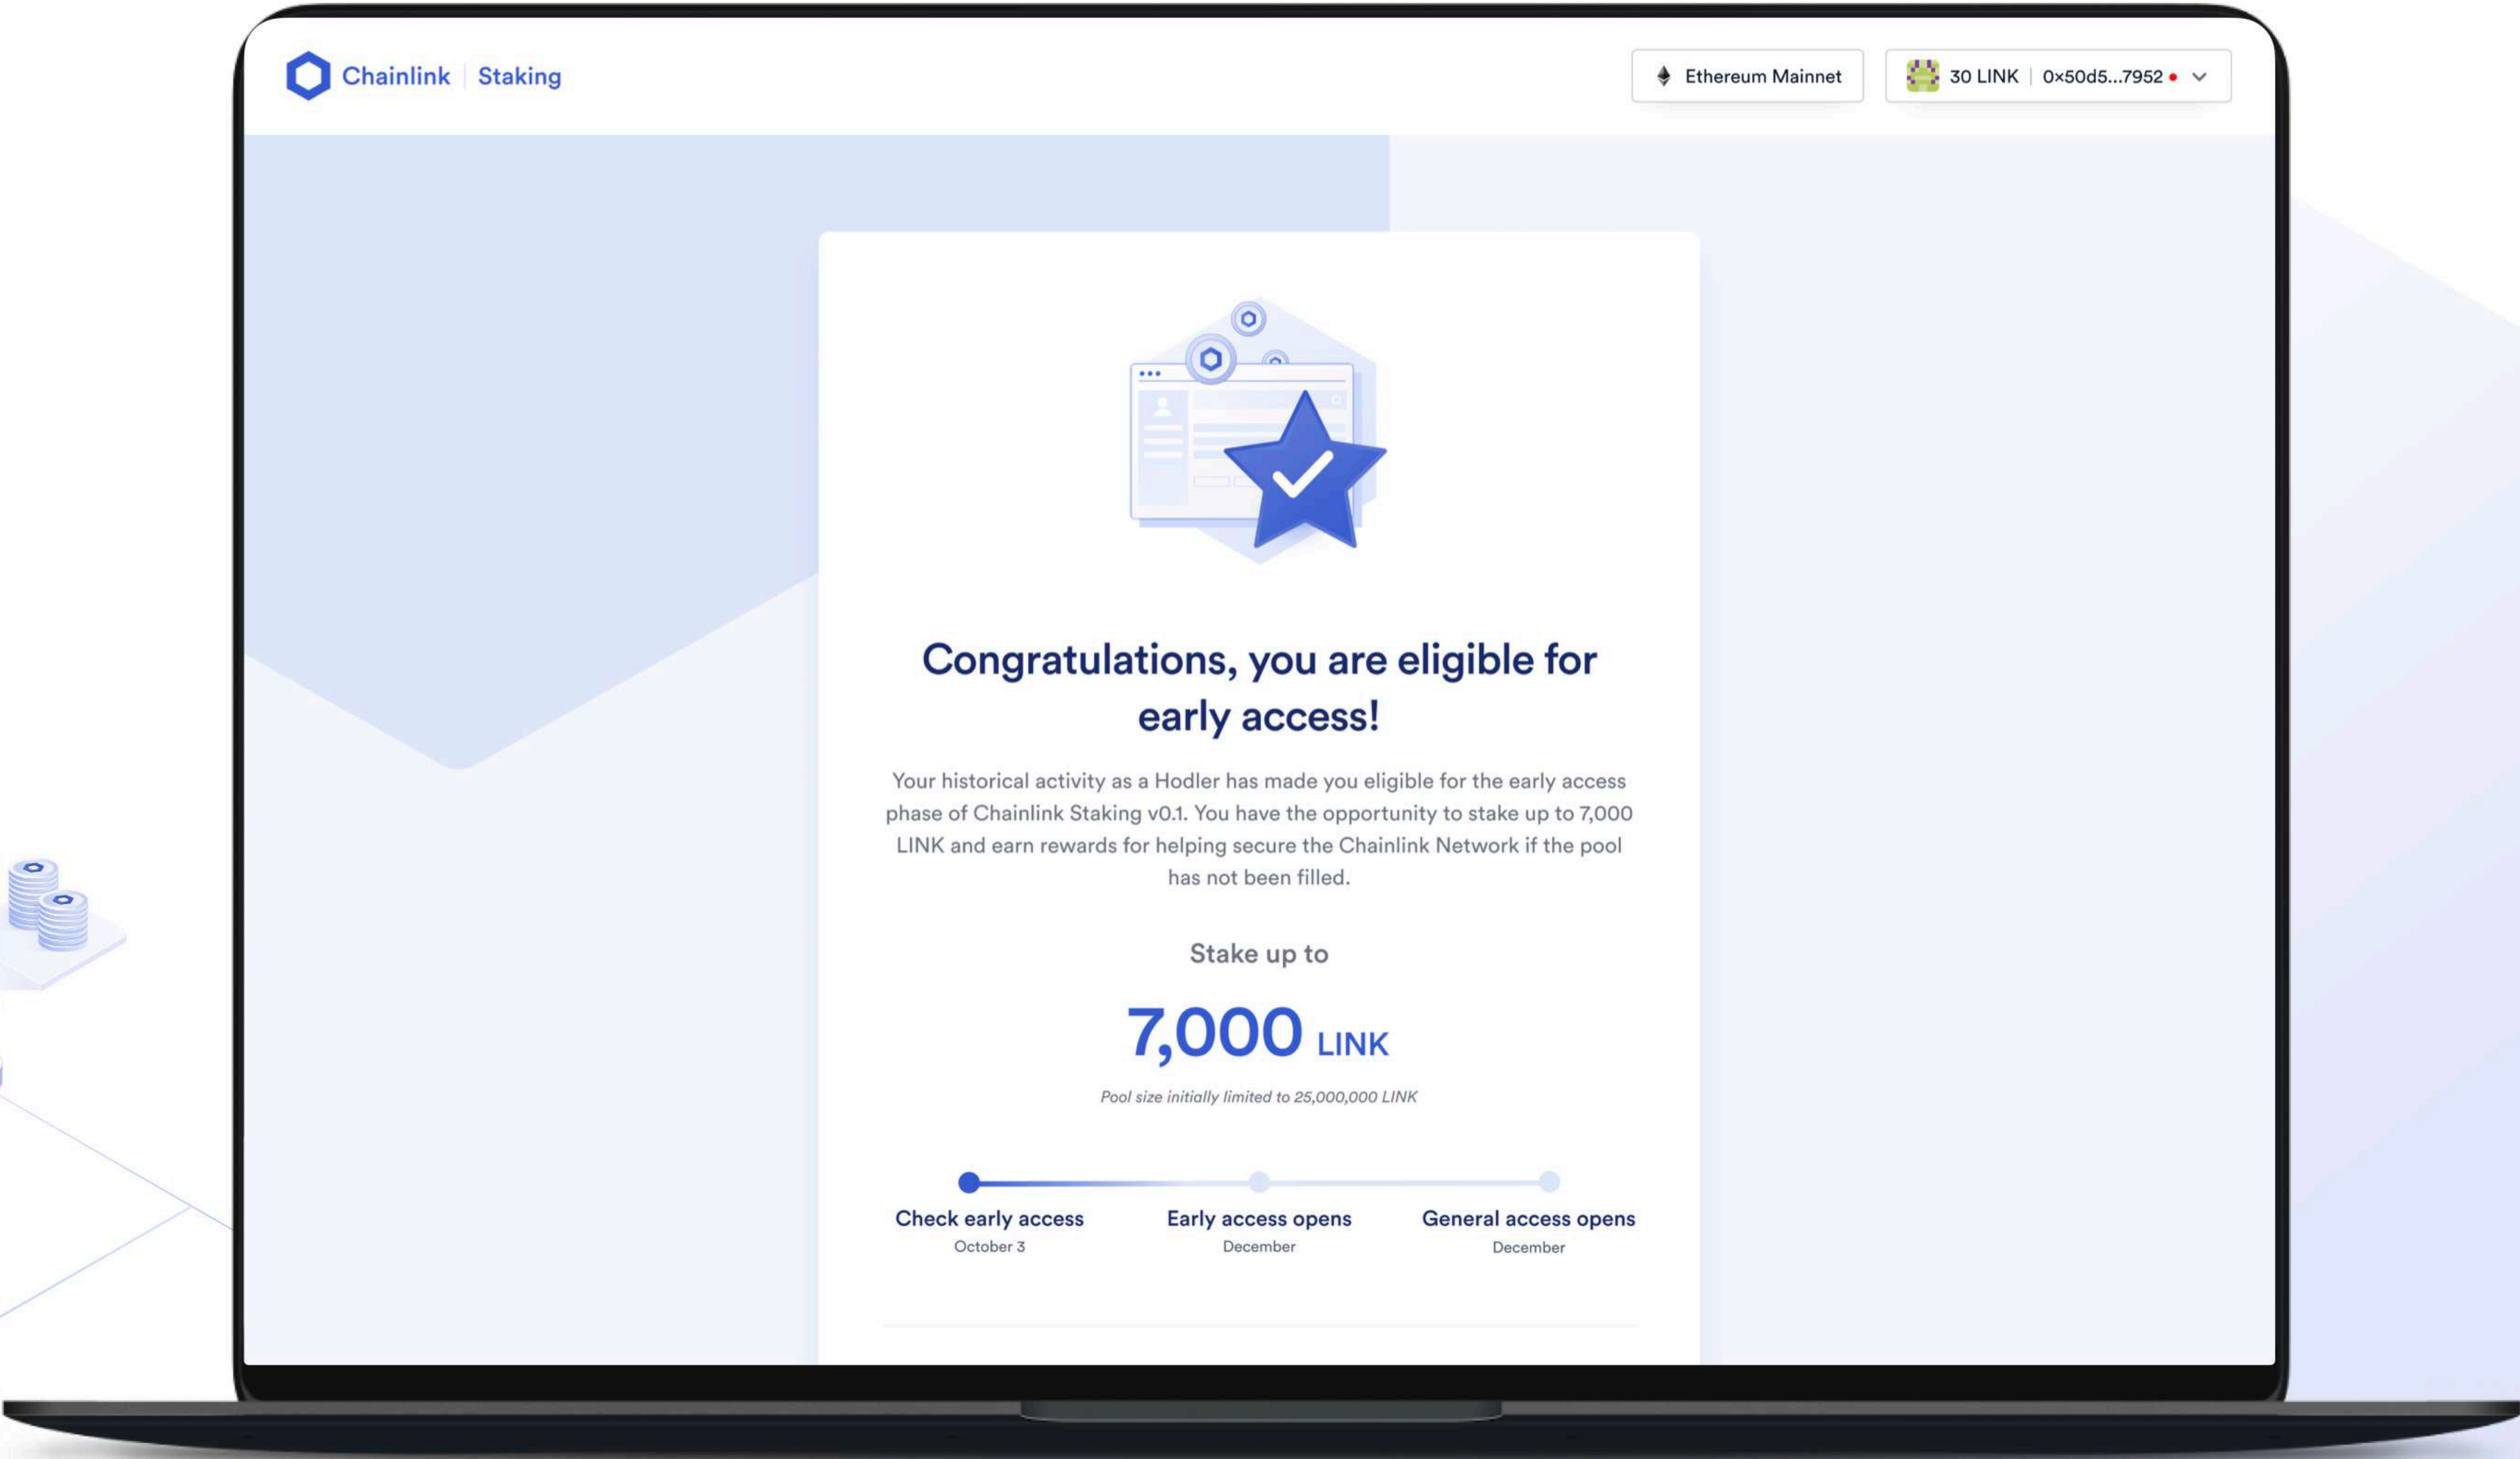 Chainlink | Staking
Ethereum Mainnet
30 LINK | 0×50d5...7952
Congratulations, you are eligible for
early access!
Your historical activity as a Hodler has made you eligible for the early access
phase of Chainlink Staking v0.1. You have the opportunity to stake up to 7,000
LINK and earn rewards for helping secure the Chainlink Network if the pool
has not been filled.
Stake up to
7,000 LINK
Pool size initially limited to 25,000,000 LINK
Check early access
October 3
Early access opens
December
General access opens
December